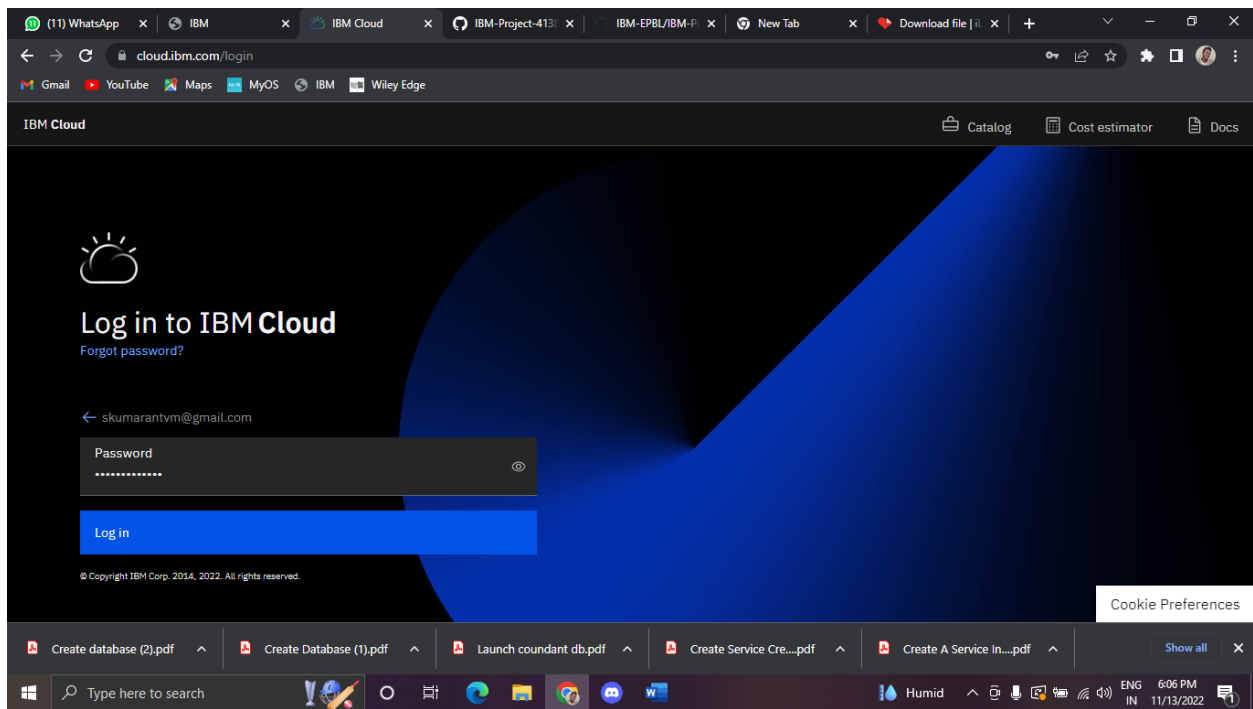 (11) WhatsApp IBM IBM Cloud IBM-Project-413 IBM-EPBL/IBM-P New Tab Download file | il
cloud.ibm.com/login
Gmail YouTube Maps MyOS IBM Wiley Edge
IBM Cloud Catalog Cost estimator Docs
Log in to IBM Cloud
Forgot password?
← skumarantvm@gmail.com
Password
•••••••••••••
Log in
© Copyright IBM Corp. 2014, 2022. All rights reserved.
Cookie Preferences
Create database (2).pdf Create Database (1).pdf Launch coundant db.pdf Create Service Cre....pdf Create A Service In....pdf Show all
Type here to search Humid ENG 6:06 PM
IN 11/13/2022